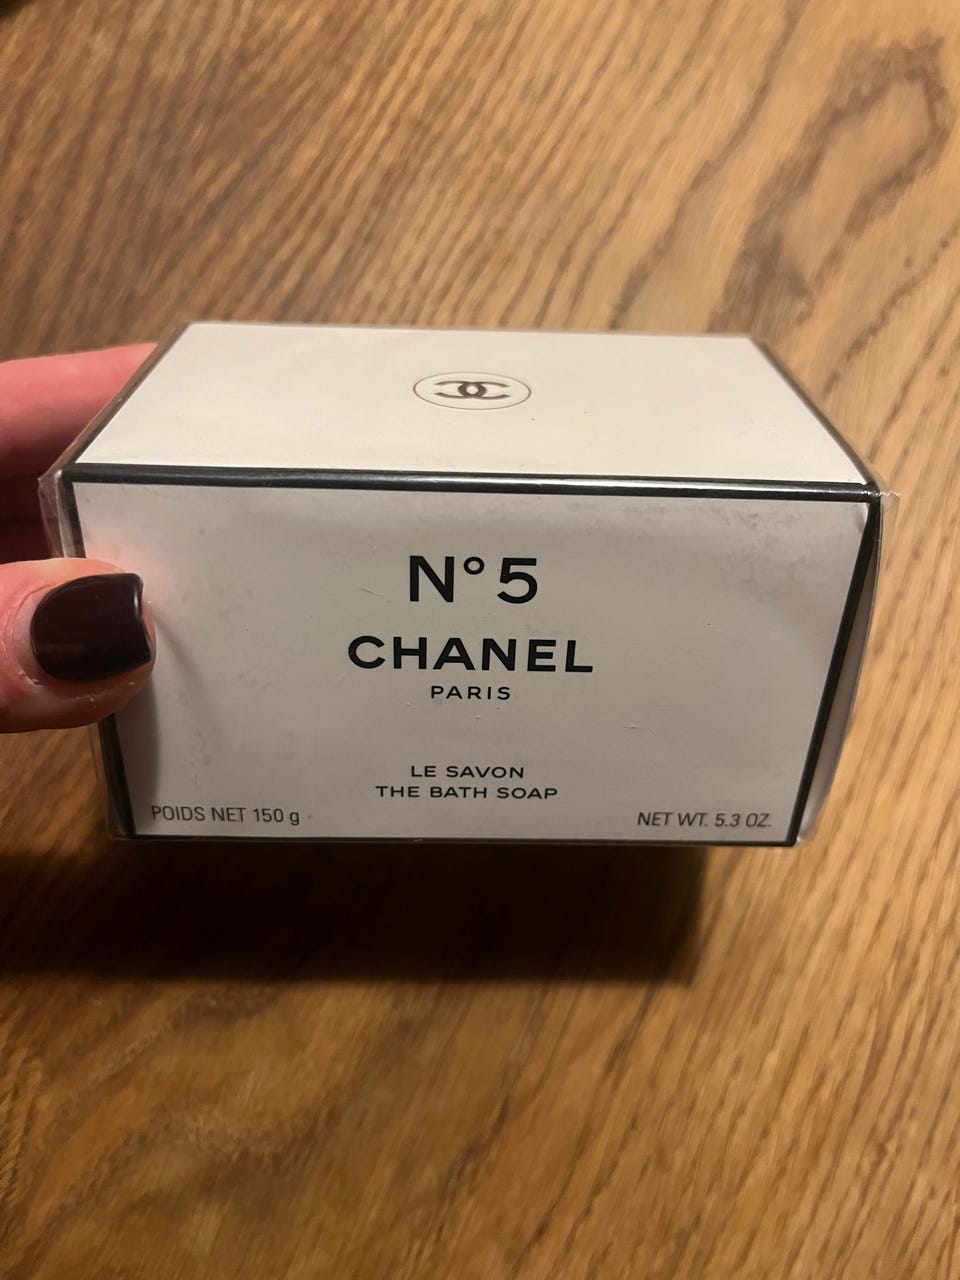 N°5
CHANEL
PARIS
LE SAVON
THE BATH SOAP
POIDS NET 150 g
NET WT. 5.3 OZ.